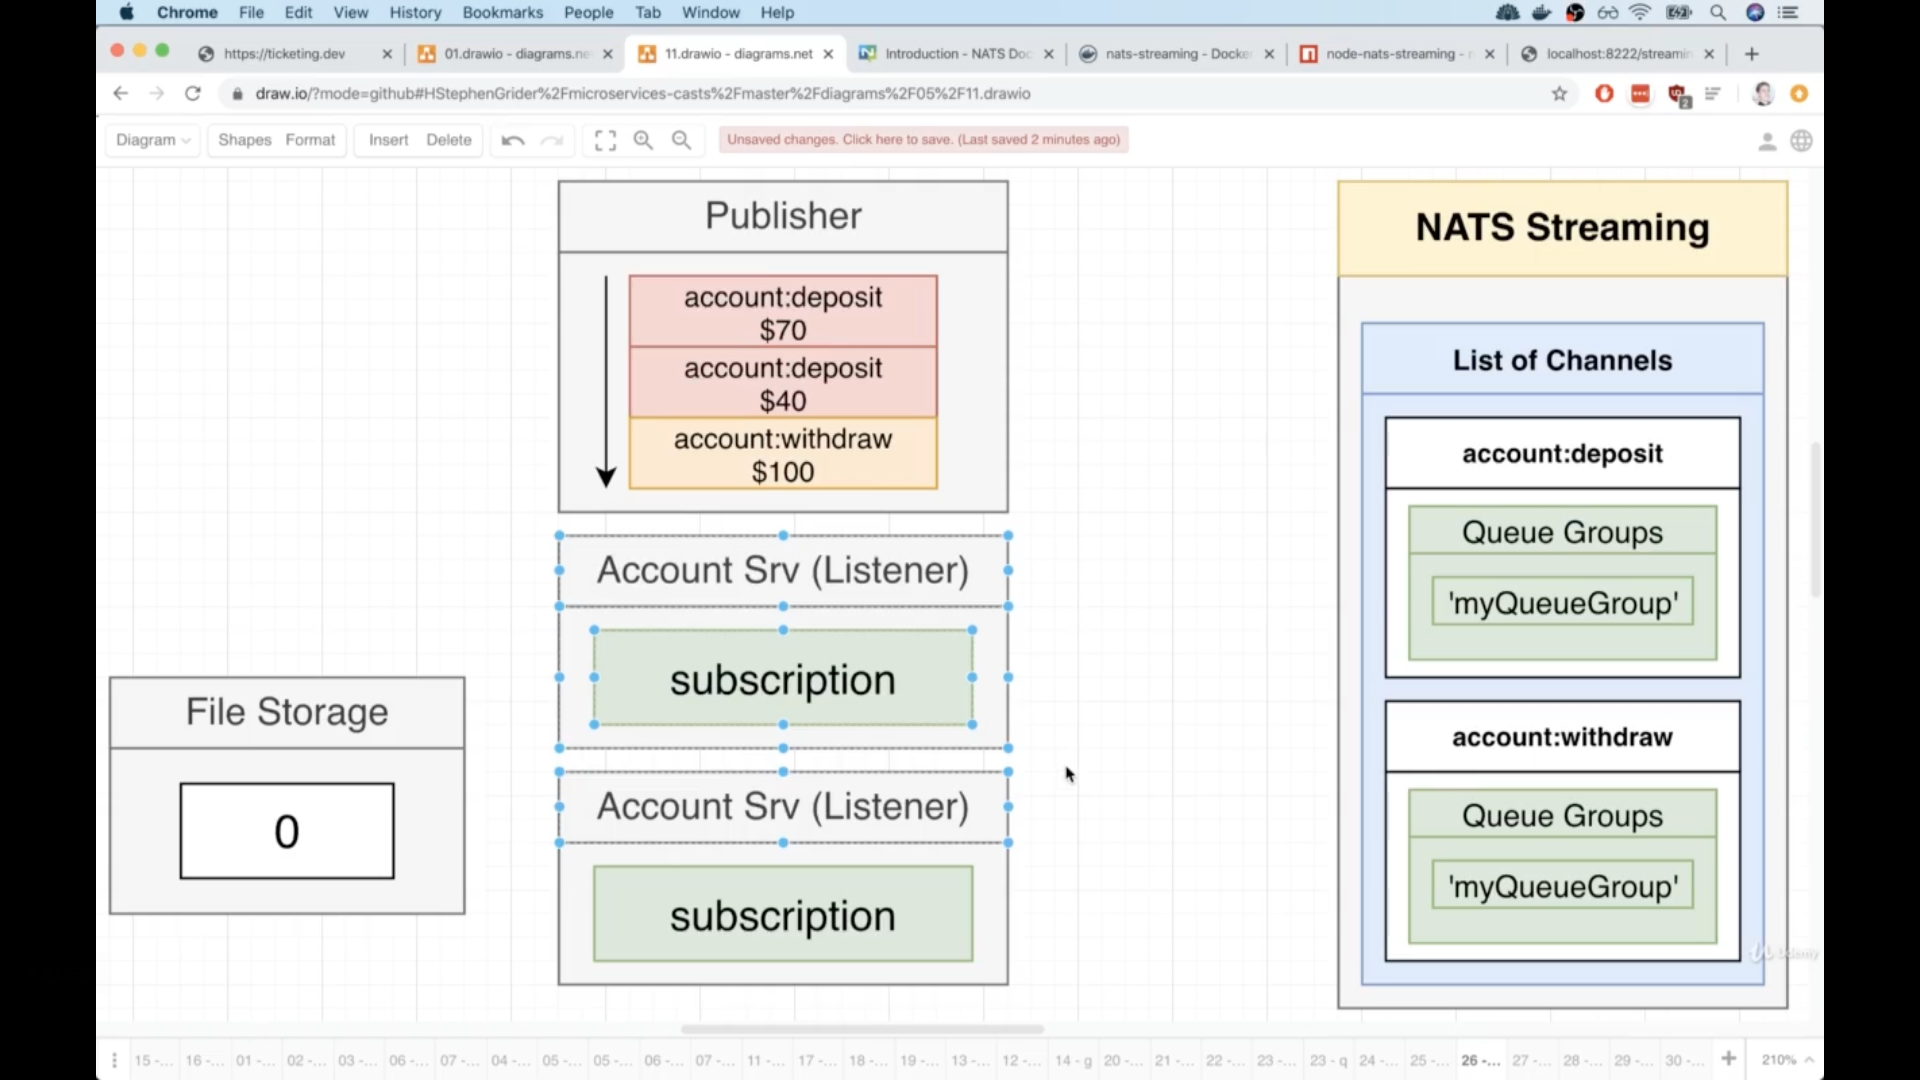 Chrome File Edit View History Bookmarks People Tab Window Help
https://ticketing.dev
01.drawio - diagrams.ne
11.drawio - diagrams.net
Introduction - NATS Doc
nats-streaming - Docke
node-nats-streaming -
localhost:8222/streamin
draw.io/?mode=github#HStephenGrider%2Fmicroservices-casts%2Fmaster%2Fdiagrams%2F05%2F11.drawio
2
Diagram Shapes Format Insert Delete
Unsaved changes. Click here to save. (Last saved 2 minutes ago)
Publisher
account:deposit
$70
account:deposit
$40
account:withdraw
$100
Account Srv (Listener)
subscription
Account Srv (Listener)
subscription
File Storage
0
NATS Streaming
List of Channels
account:deposit
Queue Groups
'myQueueGroup'
account:withdraw
Queue Groups
'myQueueGroup'
Udemy
15 -... 16 -... 01 -... 02 -... 03 -... 06 -... 07 -... 04 -... 05 -... 05 -... 06 -... 07 -... 11 -... 17 -... 18 -... 19 -... 13 -... 12 -... 14 - g 20 -... 21 -... 22 -... 23 -... 23 - q 24 -... 25 -... 26 -... 27 -... 28 -... 29 -... 30 -... 210%